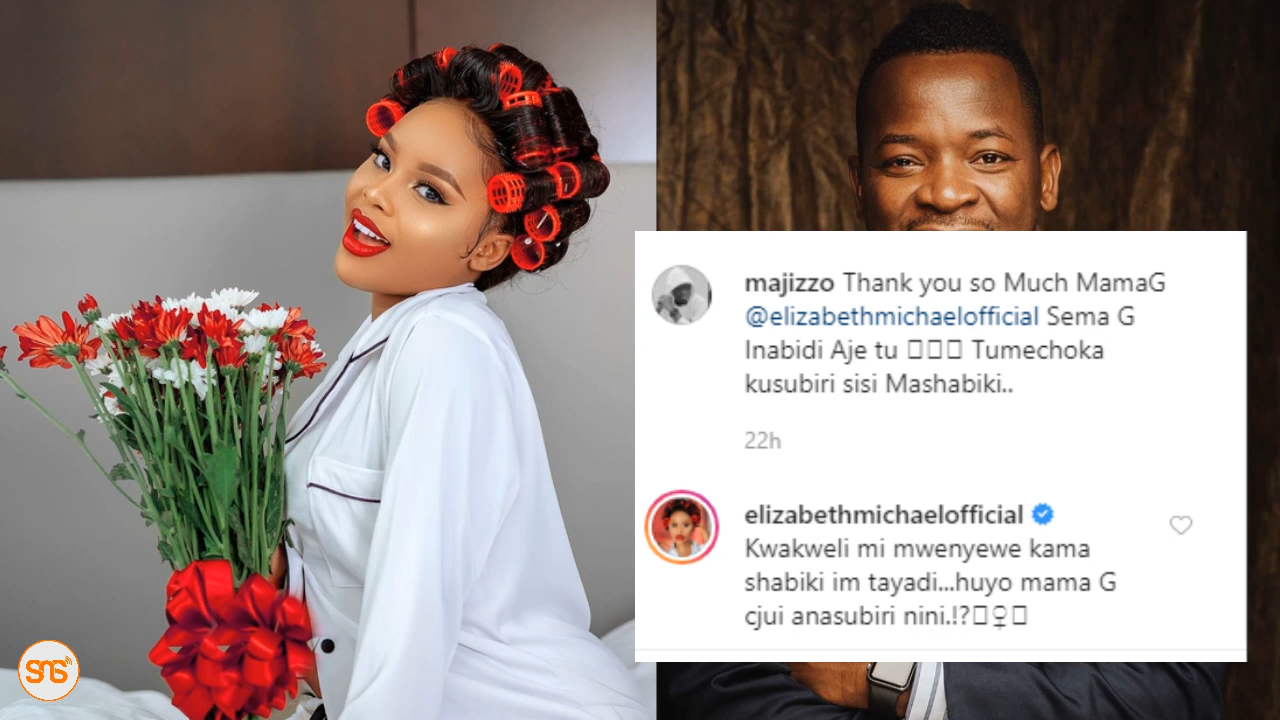 majizzo Thank you so Much MamaG
@elizabethmichaelofficial Sema G
Inabidi Aje tu □□□ Tumechoka
kusubiri sisi Mashabiki..
22h
elizabethmichaelofficial
Kwakweli mi mwenyewe kama
shabiki im tayadi...huyo mama G
cjui anasubiri nini.!?□♀□
SNS